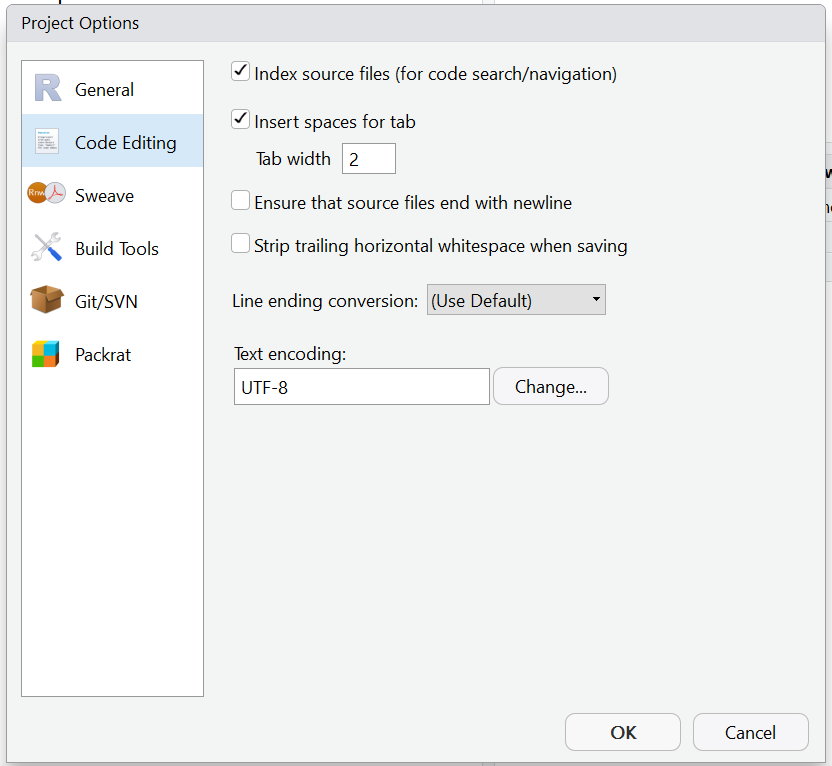 Project Options
General
Code Editing
Rnw
Sweave
Build Tools
Git/SVN
Packrat
Index source files (for code search/navigation)
Insert spaces for tab
Tab width 2
Ensure that source files end with newline
Strip trailing horizontal whitespace when saving
Line ending conversion: (Use Default)
Text encoding:
UTF-8 Change...
OK Cancel